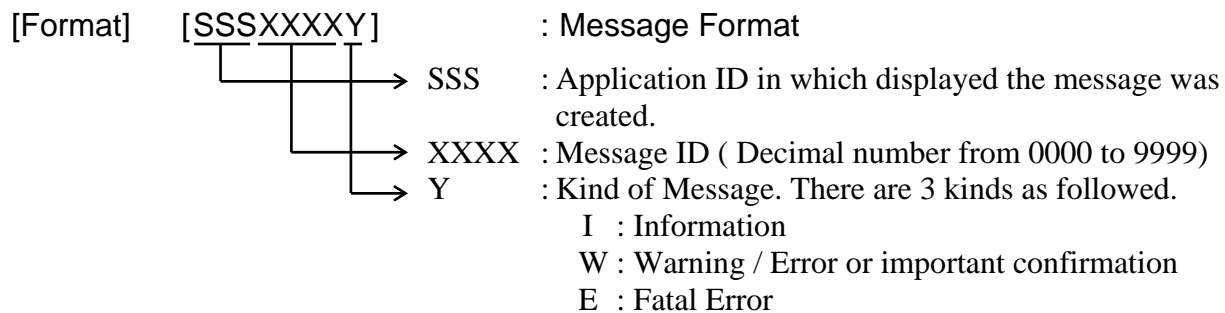 [Format] [SSSXXXXY] : Message Format
SSS : Application ID in which displayed the message was
created.
XXXX : Message ID ( Decimal number from 0000 to 9999)
Y : Kind of Message. There are 3 kinds as followed.
I : Information
W : Warning / Error or important confirmation
E : Fatal Error